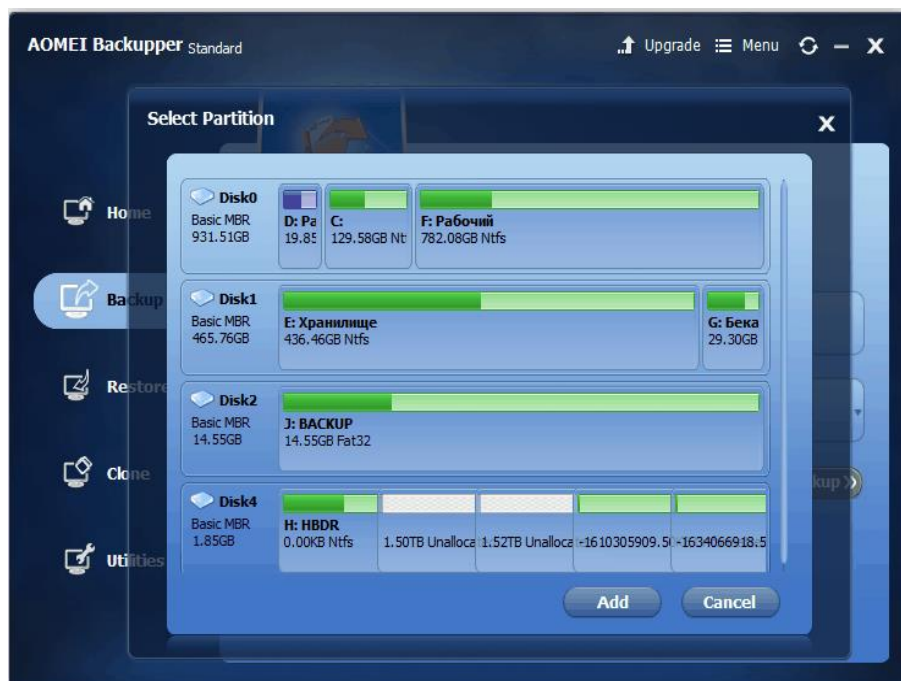 AOMEI Backupper Standard
Upgrade Menu
Select Partition
Home
Backup
Restore
Clone
Utilities
Disk0
Basic MBR
931.51GB
D: Ра
19.85
C:
129.58GB Nt
F: Рабочий
782.08GB Ntfs
Disk1
Basic MBR
465.76GB
E: Хранилище
436.46GB Ntfs
G: Бека
29.30GB
Disk2
Basic MBR
14.55GB
J: BACKUP
14.55GB Fat32
Disk4
Basic MBR
1.85GB
H: HBDR
0.00KB Ntfs
1.50TB Unalloca
1.52TB Unalloca
-1610305909.5
-1634066918.5
kup
Add
Cancel